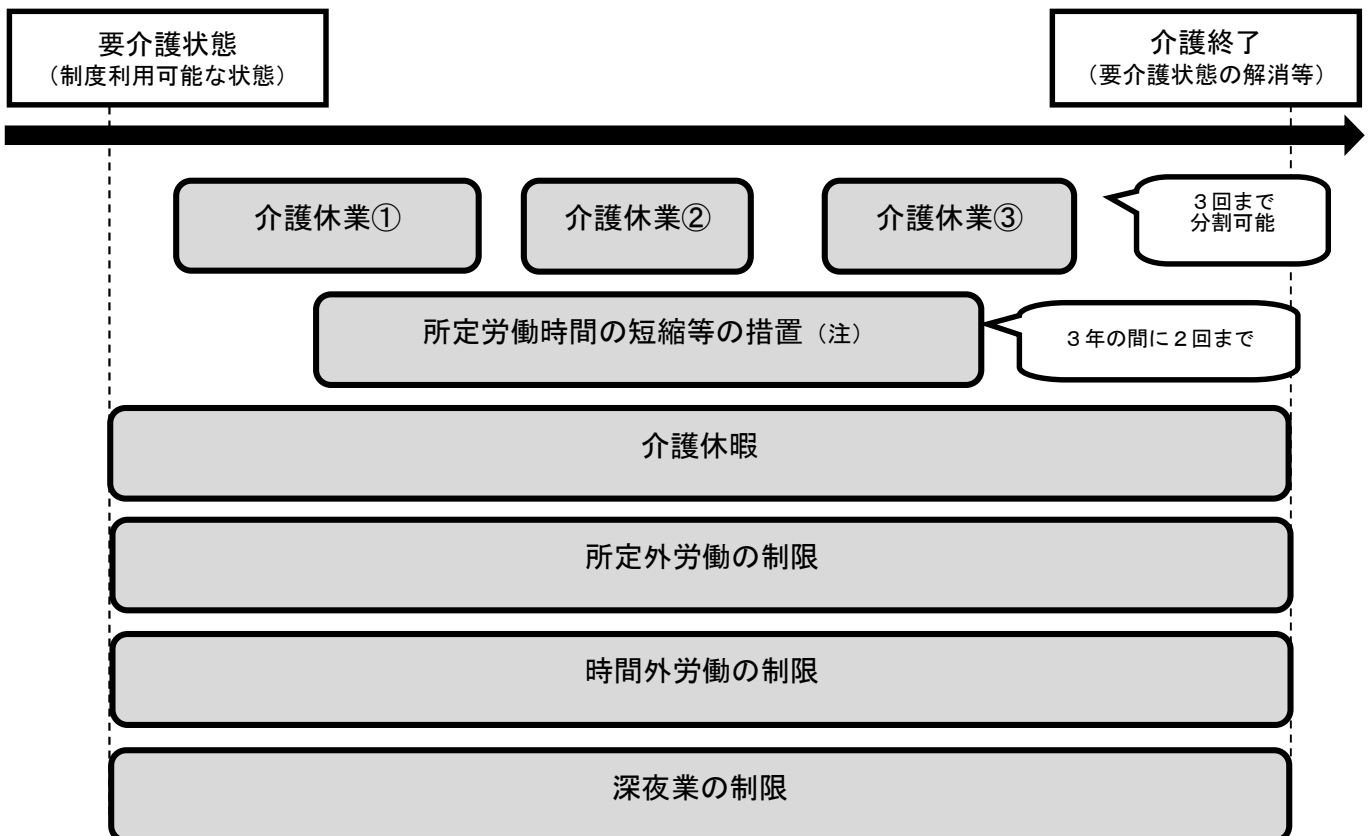 要介護状態
（制度利用可能な状態）
介護終了
（要介護状態の解消等）
介護休業①
介護休業②
介護休業③
３回まで
分割可能
所定労働時間の短縮等の措置（注）
３年の間に２回まで
介護休暇
所定外労働の制限
時間外労働の制限
深夜業の制限